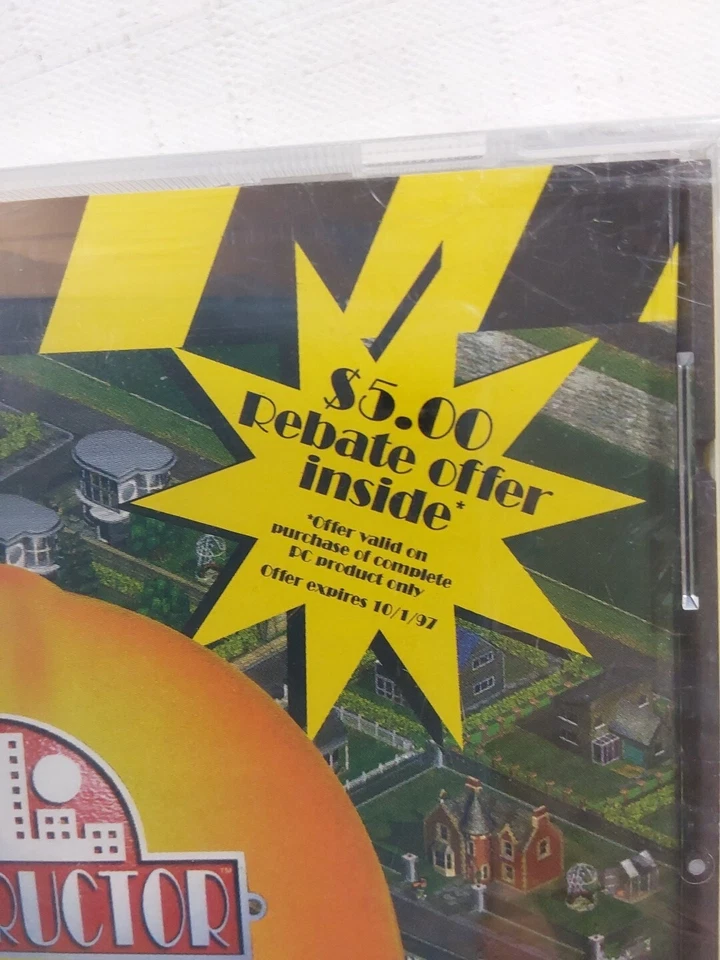 $5.00
Rebate offer
inside*
*Offer valid on
purchase of complete
PC product only
Offer expires 10/1/97
RUCTOR™